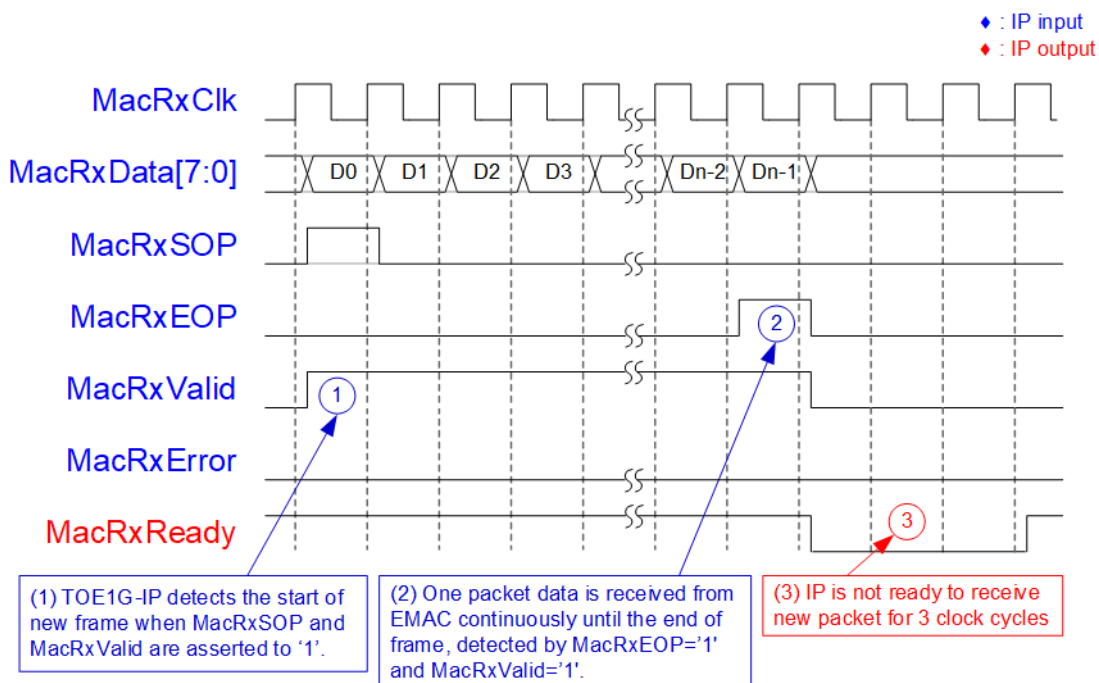 ♦ : IP input
♦ : IP output
MacRxClk
MacRxData[7:0]
D0 D1 D2 D3 Dn-2 Dn-1
MacRxSOP
MacRxEOP
2
MacRxValid
1
MacRxError
MacRxReady
3
(1) TOE1G-IP detects the start of
new frame when MacRxSOP and
MacRxValid are asserted to ‘1’.
(2) One packet data is received from
EMAC continuously until the end of
frame, detected by MacRxEOP='1'
and MacRxValid='1'.
(3) IP is not ready to receive
new packet for 3 clock cycles